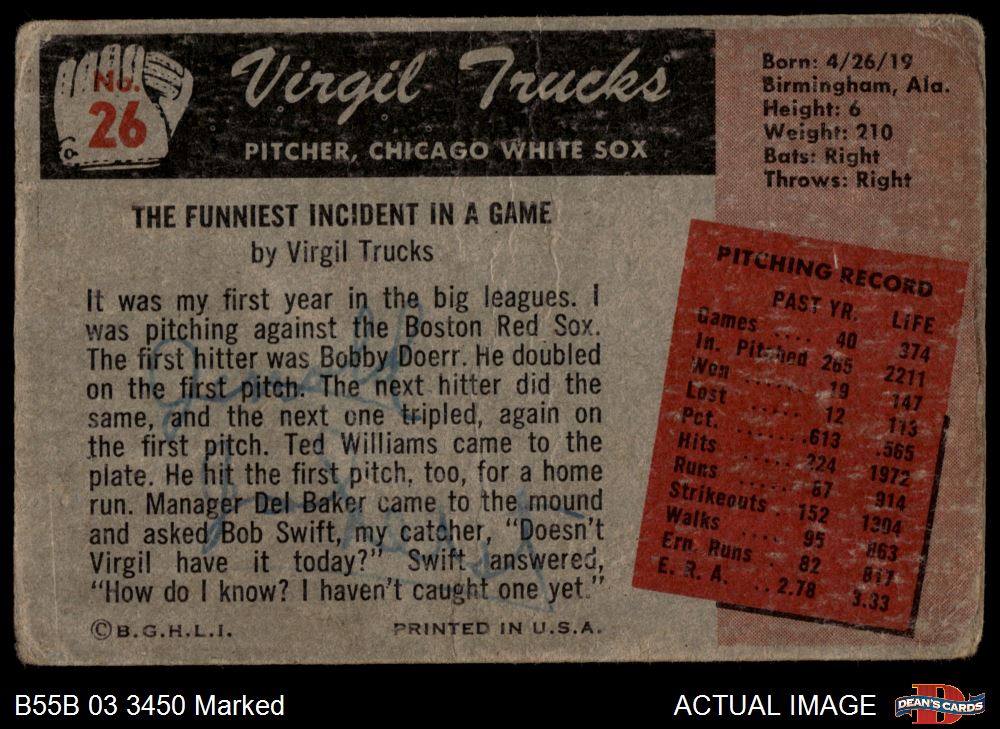 No.
26
Virgil Trucks
PITCHER, CHICAGO WHITE SOX
Born: 4/26/19
Birmingham, Ala.
Height: 6
Weight: 210
Bats: Right
Throws: Right
THE FUNNIEST INCIDENT IN A GAME
by Virgil Trucks
It was my first year in the big leagues. I
was pitching against the Boston Red Sox.
The first hitter was Bobby Doerr. He doubled
on the first pitch. The next hitter did the
same, and the next one tripled, again on
the first pitch. Ted Williams came to the
plate. He hit the first pitch, too, for a home
run. Manager Del Baker came to the mound
and asked Bob Swift, my catcher, “Doesn't
Virgil have it today?” Swift answered,
“How do I know? I haven't caught one yet.”
©B.G.H.L.I. PRINTED IN U.S.A.
PITCHING RECORD
PAST YR. LIFE
Games .... 40 374
In. Pitched 265 2211
Won ...... 19 147
Lost ..... 12 113
Pct. .......613 .565
Hits ..... 224 1972
Runs ..... 87 914
Strikeouts . 152 1394
Walks .... 95 863
Ern. Runs . 82 817
E. R. A. ..2.78 3.33
B55B 03 3450 Marked
ACTUAL IMAGE
D
DEAN'S CARDS